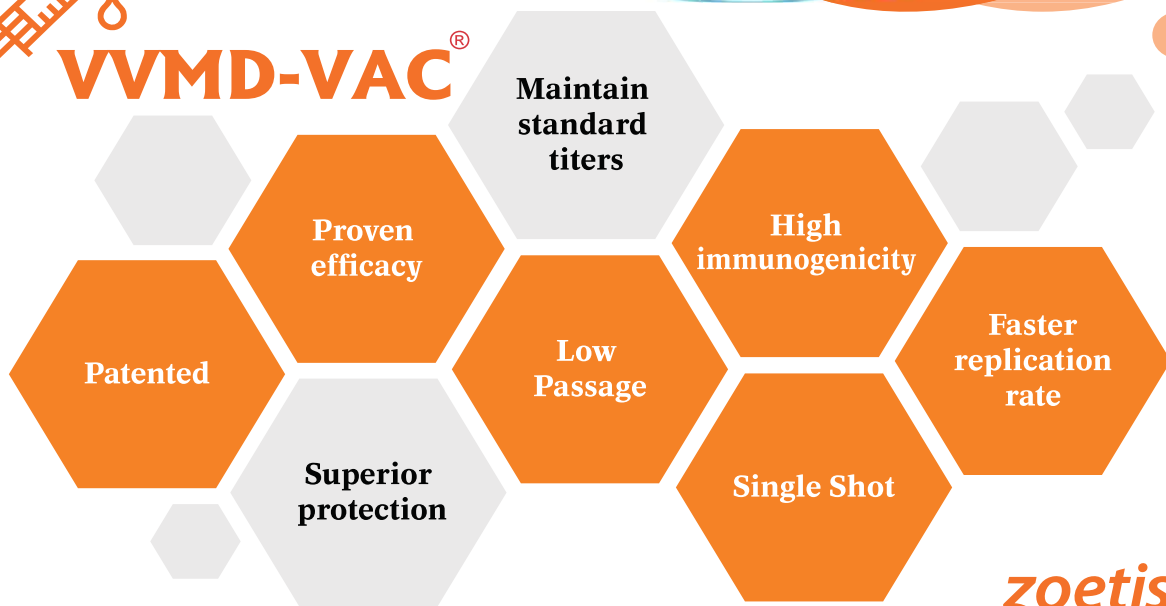 VVMD-VAC®
Maintain
standard
titers
Proven
efficacy
High
immunogenicity
Patented
Low
Passage
Faster
replication
rate
Superior
protection
Single Shot
zoetis